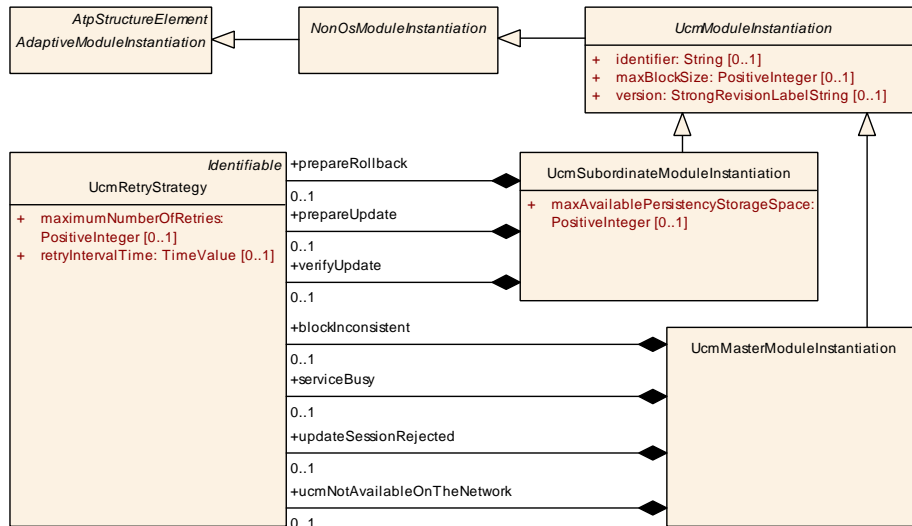 AtpStructureElement
AdaptiveModuleInstantiation
NonOsModuleInstantiation
UcmModuleInstantiation
+ identifier: String [0..1]
+ maxBlockSize: PositiveInteger [0..1]
+ version: StrongRevisionLabelString [0..1]
Identifiable
UcmRetryStrategy
+ maximumNumberOfRetries:
PositiveInteger [0..1]
+ retryIntervalTime: TimeValue [0..1]
+prepareRollback
0..1
+prepareUpdate
0..1
+verifyUpdate
0..1
UcmSubordinateModuleInstantiation
+ maxAvailablePersistencyStorageSpace:
PositiveInteger [0..1]
+blockInconsistent
0..1
+serviceBusy
0..1
+updateSessionRejected
0..1
+ucmNotAvailableOnTheNetwork
0..1
UcmMasterModuleInstantiation